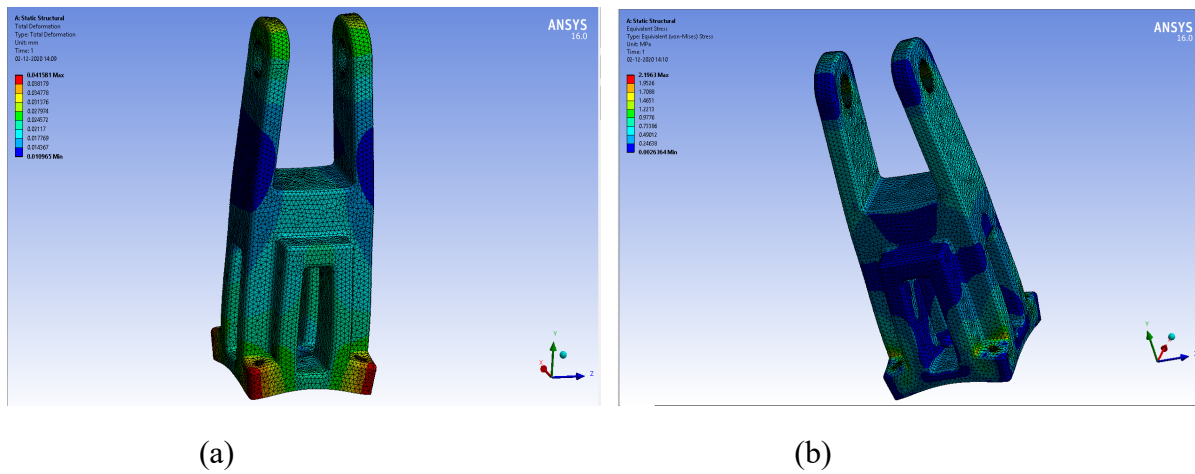 A: Static Structural
Total Deformation
Type: Total Deformation
Unit: mm
Time: 1
02-12-2020 14:09
0.041581 Max
0.038179
0.034778
0.031376
0.027974
0.024572
0.02117
0.017769
0.014367
0.010965 Min
ANSYS
16.0
Y
X
Z
A: Static Structural
Equivalent Stress
Type: Equivalent (von-Mises) Stress
Unit: MPa
Time: 1
02-12-2020 14:10
2.1963 Max
1.9526
1.7088
1.4651
1.2213
0.9776
0.73386
0.49012
0.24638
0.0026364 Min
ANSYS
16.0
Y
(a)
(b)